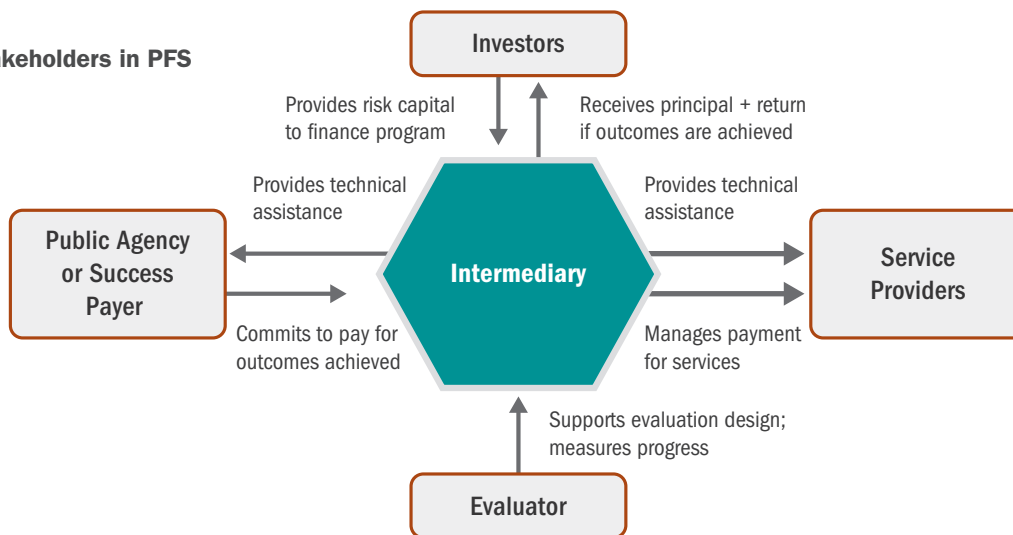 keholders in PFS
Investors
Provides risk capital
to finance program
Receives principal + return
if outcomes are achieved
Provides technical
assistance
Provides technical
assistance
Public Agency
or Success
Payer
Intermediary
Service
Providers
Commits to pay for
outcomes achieved
Manages payment
for services
Supports evaluation design;
measures progress
Evaluator